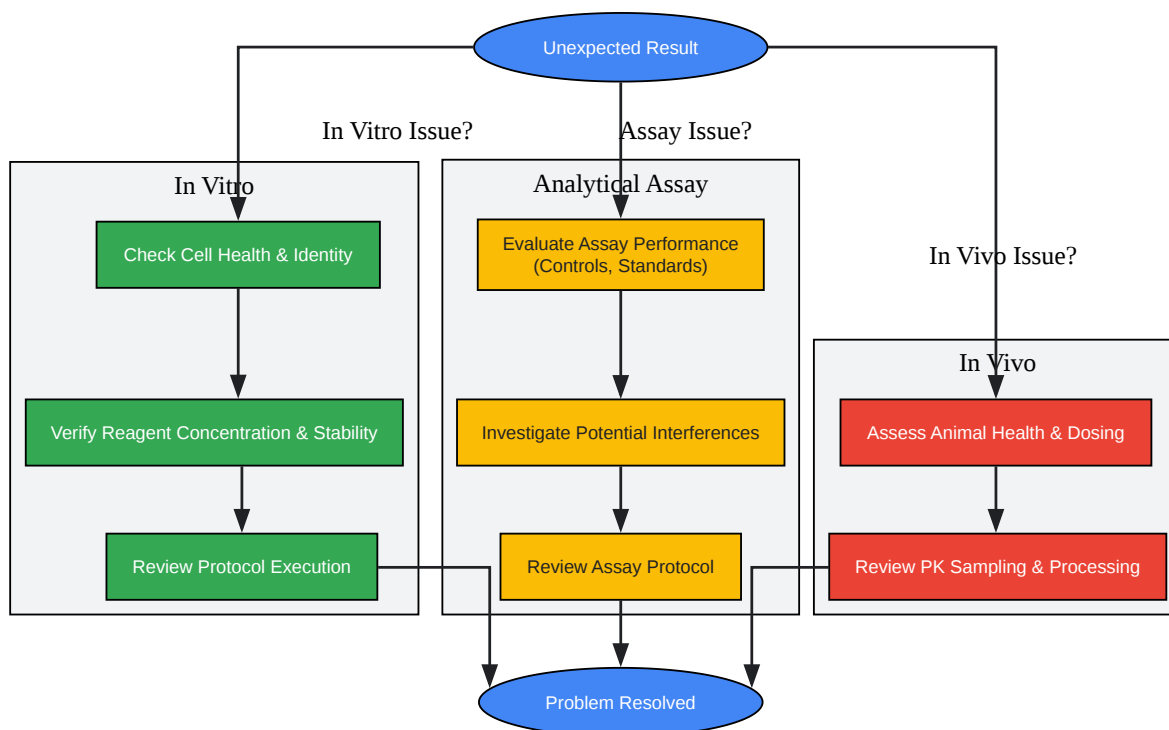 Unexpected Result
In Vitro Issue?
Assay Issue?
In Vivo Issue?
In Vitro
Check Cell Health & Identity
Verify Reagent Concentration & Stability
Review Protocol Execution
Analytical Assay
Evaluate Assay Performance
(Controls, Standards)
Investigate Potential Interferences
Review Assay Protocol
In Vivo
Assess Animal Health & Dosing
Review PK Sampling & Processing
Problem Resolved